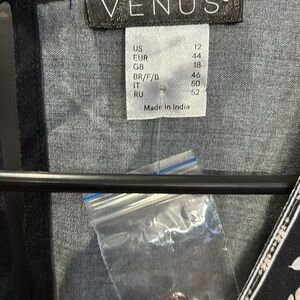 VENUS
US 12
EUR 44
GB 18
BR/F/B 46
IT 50
RU 52
Made in India